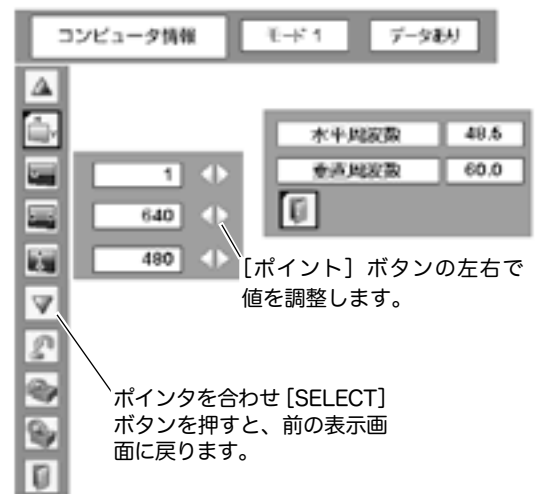 コンピュータ情報 モード 1 データあり
水平周波数 48.5
垂直周波数 60.0
1
640
480
[ポイント] ボタンの左右で
値を調整します。
ポインタを合わせ [SELECT]
ボタンを押すと、前の表示画
面に戻ります。